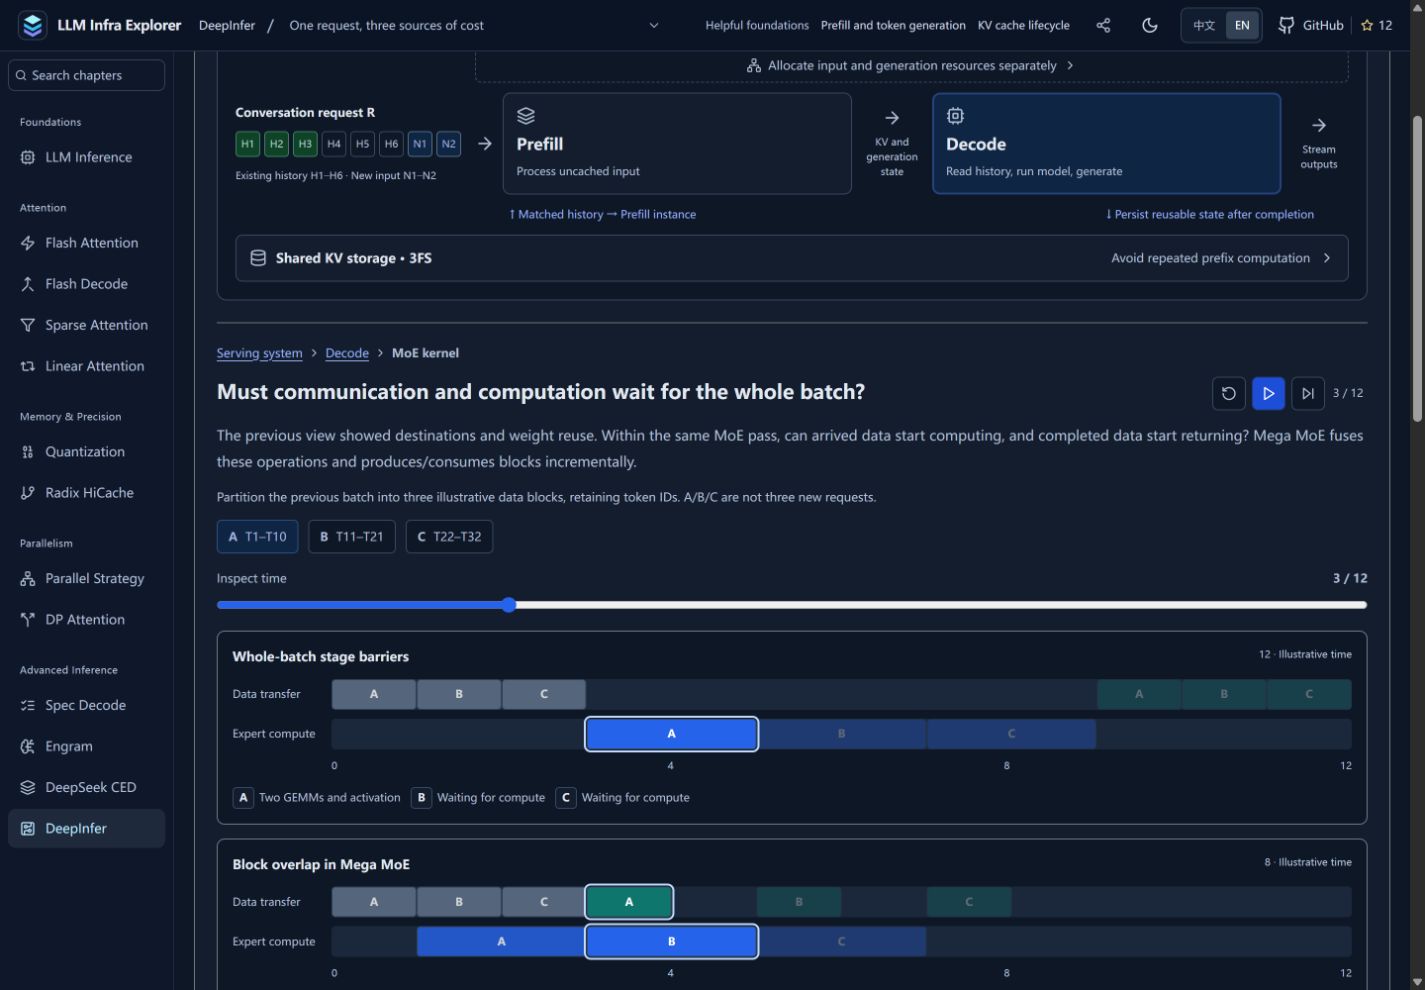 LLM Infra Explorer
DeepInfer / One request, three sources of cost
Helpful foundations Prefill and token generation KV cache lifecycle
中文 EN GitHub 12
Search chapters
Foundations
LLM Inference
Attention
Flash Attention
Flash Decode
Sparse Attention
Linear Attention
Memory & Precision
Quantization
Radix HiCache
Parallelism
Parallel Strategy
DP Attention
Advanced Inference
Spec Decode
Engram
DeepSeek CED
DeepInfer
Allocate input and generation resources separately
Conversation request R
H1 H2 H3 H4 H5 H6 N1 N2
Existing history H1–H6 · New input N1–N2
Prefill
Process uncached input
KV and
generation
state
Decode
Read history, run model, generate
Stream
outputs
↑ Matched history → Prefill instance
↓ Persist reusable state after completion
Shared KV storage • 3FS
Avoid repeated prefix computation
Serving system > Decode > MoE kernel
Must communication and computation wait for the whole batch?
3 / 12
The previous view showed destinations and weight reuse. Within the same MoE pass, can arrived data start computing, and completed data start returning? Mega MoE fuses
these operations and produces/consumes blocks incrementally.
Partition the previous batch into three illustrative data blocks, retaining token IDs. A/B/C are not three new requests.
A T1–T10 B T11–T21 C T22–T32
Inspect time 3 / 12
Whole-batch stage barriers 12 · Illustrative time
Data transfer A B C A B C
Expert compute A B C
0 4 8 12
A Two GEMMs and activation B Waiting for compute C Waiting for compute
Block overlap in Mega MoE 8 · Illustrative time
Data transfer A B C A B C
Expert compute A B C
0 4 8 12